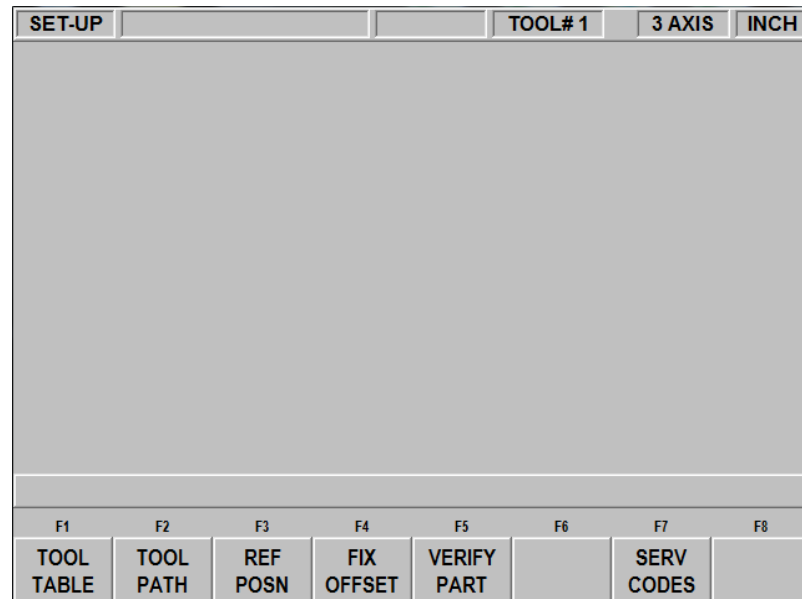 SET-UP TOOL# 1 3 AXIS INCH
F1 F2 F3 F4 F5 F6 F7 F8
TOOL TOOL REF FIX VERIFY SERV
TABLE PATH POSN OFFSET PART CODES